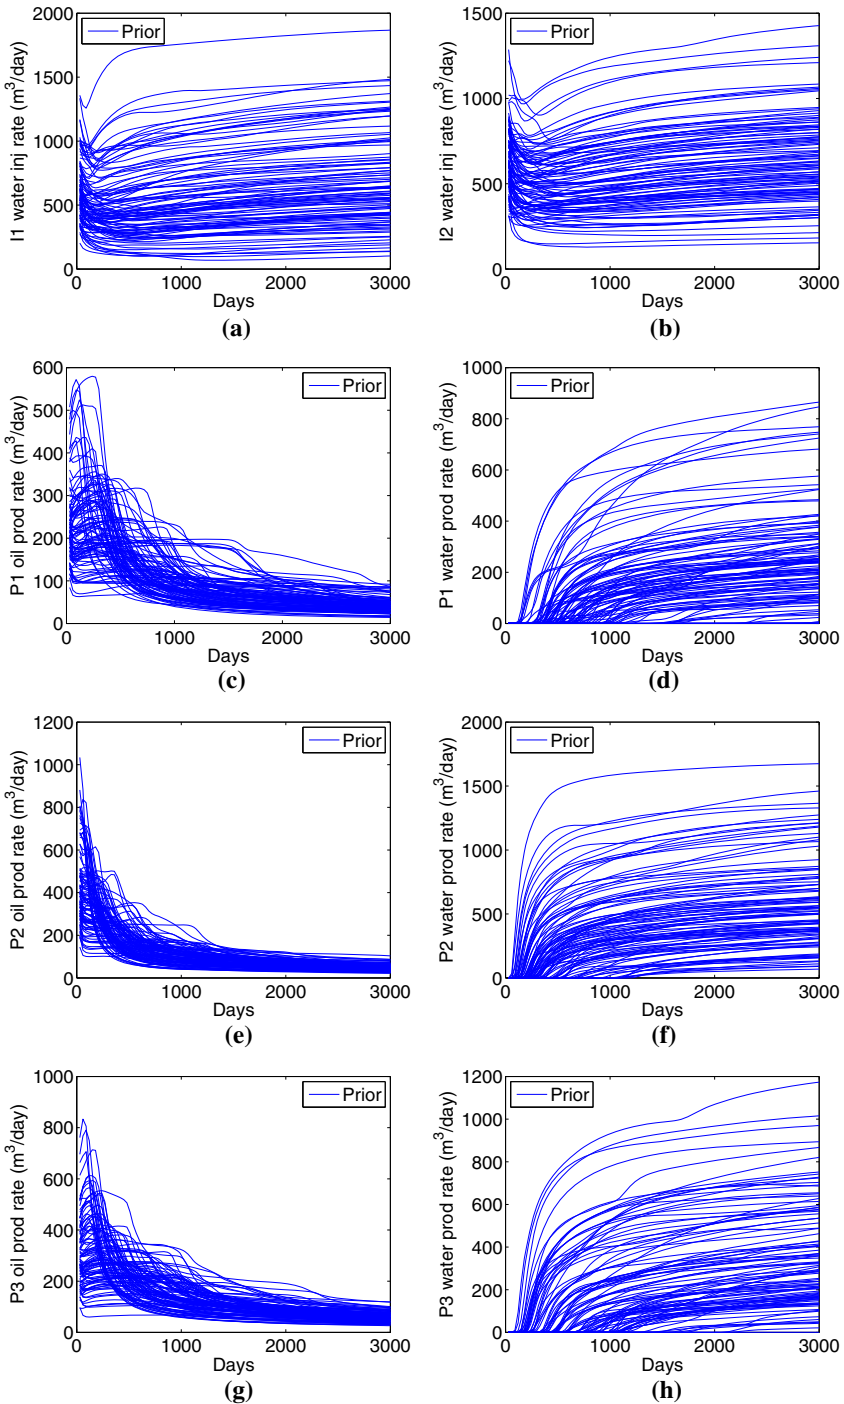 2000
1500
1000
500
0
I1 water inj rate (m³/day)
Prior
0 1000 2000 3000
Days
(a)
1500
1000
500
0
I2 water inj rate (m³/day)
Prior
0 1000 2000 3000
Days
(b)
600
500
400
300
200
100
0
P1 oil prod rate (m³/day)
Prior
0 1000 2000 3000
Days
(c)
1000
800
600
400
200
0
P1 water prod rate (m³/day)
Prior
0 1000 2000 3000
Days
(d)
1200
1000
800
600
400
200
0
P2 oil prod rate (m³/day)
Prior
0 1000 2000 3000
Days
(e)
2000
1500
1000
500
0
P2 water prod rate (m³/day)
Prior
0 1000 2000 3000
Days
(f)
1000
800
600
400
200
0
P3 oil prod rate (m³/day)
Prior
0 1000 2000 3000
Days
(g)
1200
1000
800
600
400
200
0
P3 water prod rate (m³/day)
Prior
0 1000 2000 3000
Days
(h)